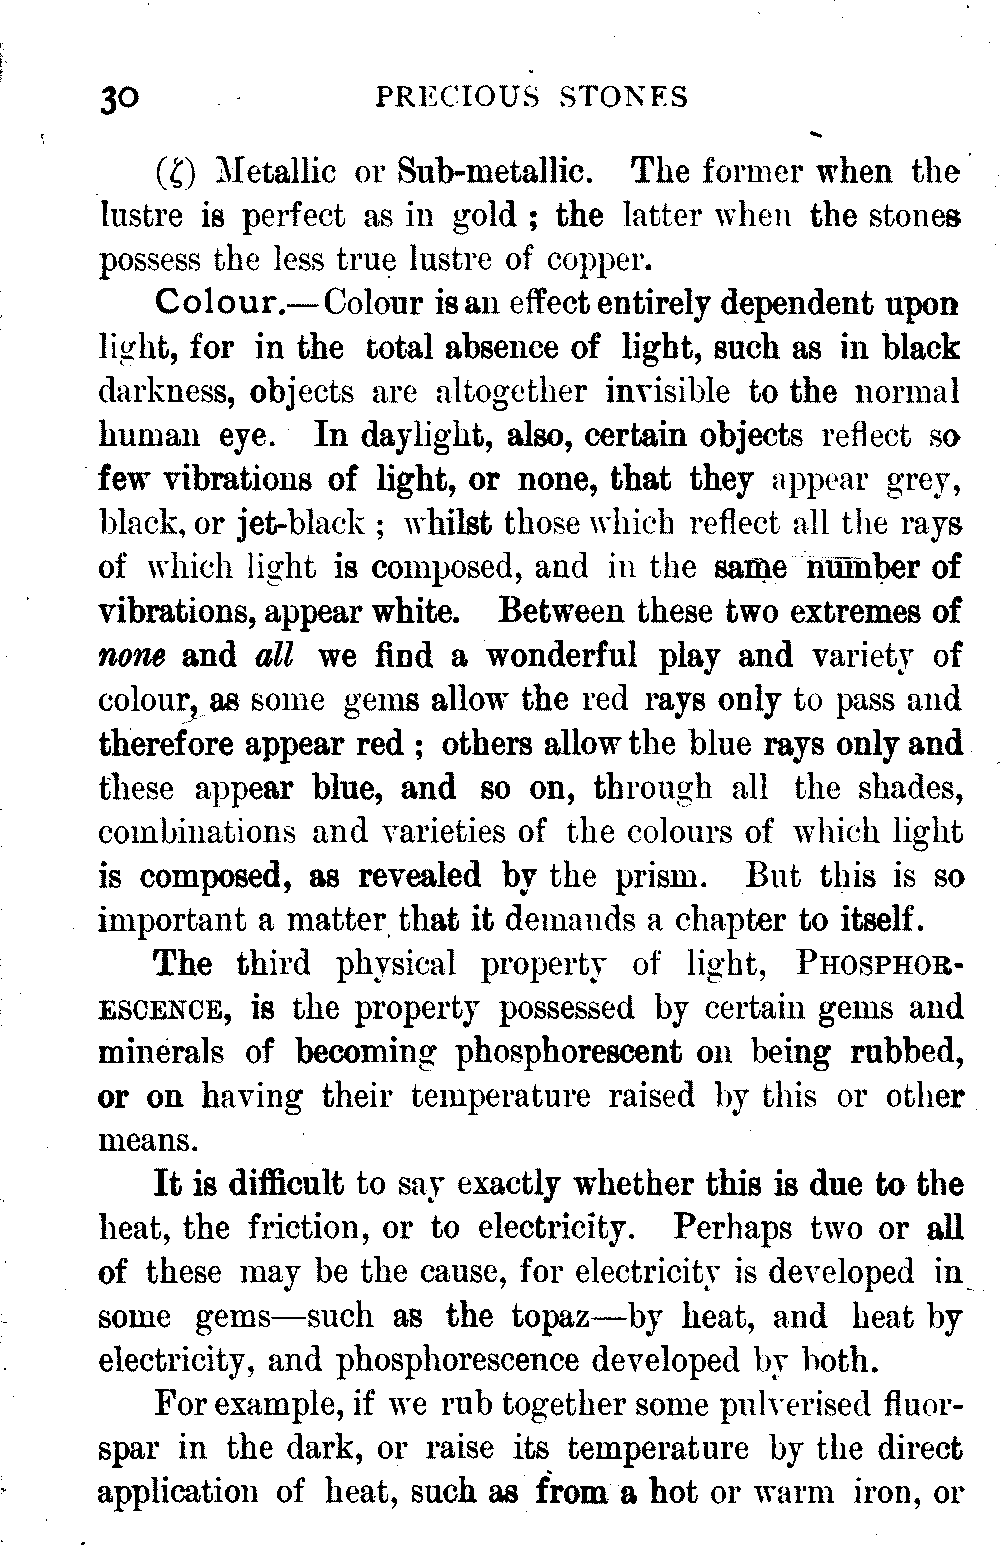 30 PRECIOUS STONES
(ζ) Metallic or Sub-metallic. The former when the
lustre is perfect as in gold ; the latter when the stones
possess the less true lustre of copper.
Colour.—Colour is an effect entirely dependent upon
light, for in the total absence of light, such as in black
darkness, objects are altogether invisible to the normal
human eye. In daylight, also, certain objects reflect so
few vibrations of light, or none, that they appear grey,
black, or jet-black ; whilst those which reflect all the rays
of which light is composed, and in the same number of
vibrations, appear white. Between these two extremes of
none and all we find a wonderful play and variety of
colour, as some gems allow the red rays only to pass and
therefore appear red ; others allow the blue rays only and
these appear blue, and so on, through all the shades,
combinations and varieties of the colours of which light
is composed, as revealed by the prism. But this is so
important a matter that it demands a chapter to itself.
The third physical property of light, PHOSPHOR-
ESCENCE, is the property possessed by certain gems and
minerals of becoming phosphorescent on being rubbed,
or on having their temperature raised by this or other
means.
It is difficult to say exactly whether this is due to the
heat, the friction, or to electricity. Perhaps two or all
of these may be the cause, for electricity is developed in
some gems—such as the topaz—by heat, and heat by
electricity, and phosphorescence developed by both.
For example, if we rub together some pulverised fluor-
spar in the dark, or raise its temperature by the direct
application of heat, such as from a hot or warm iron, or